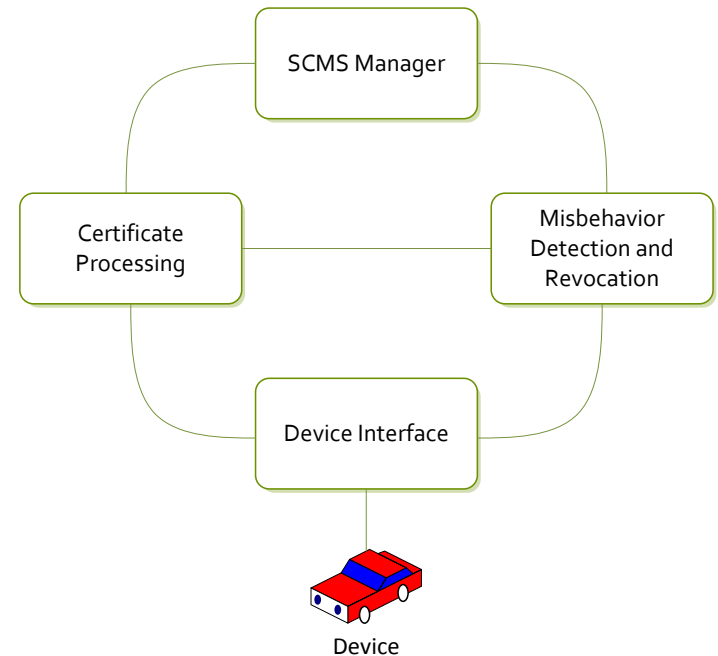 SCMS Manager
Certificate
Processing
Misbehavior
Detection and
Revocation
Device Interface
Device